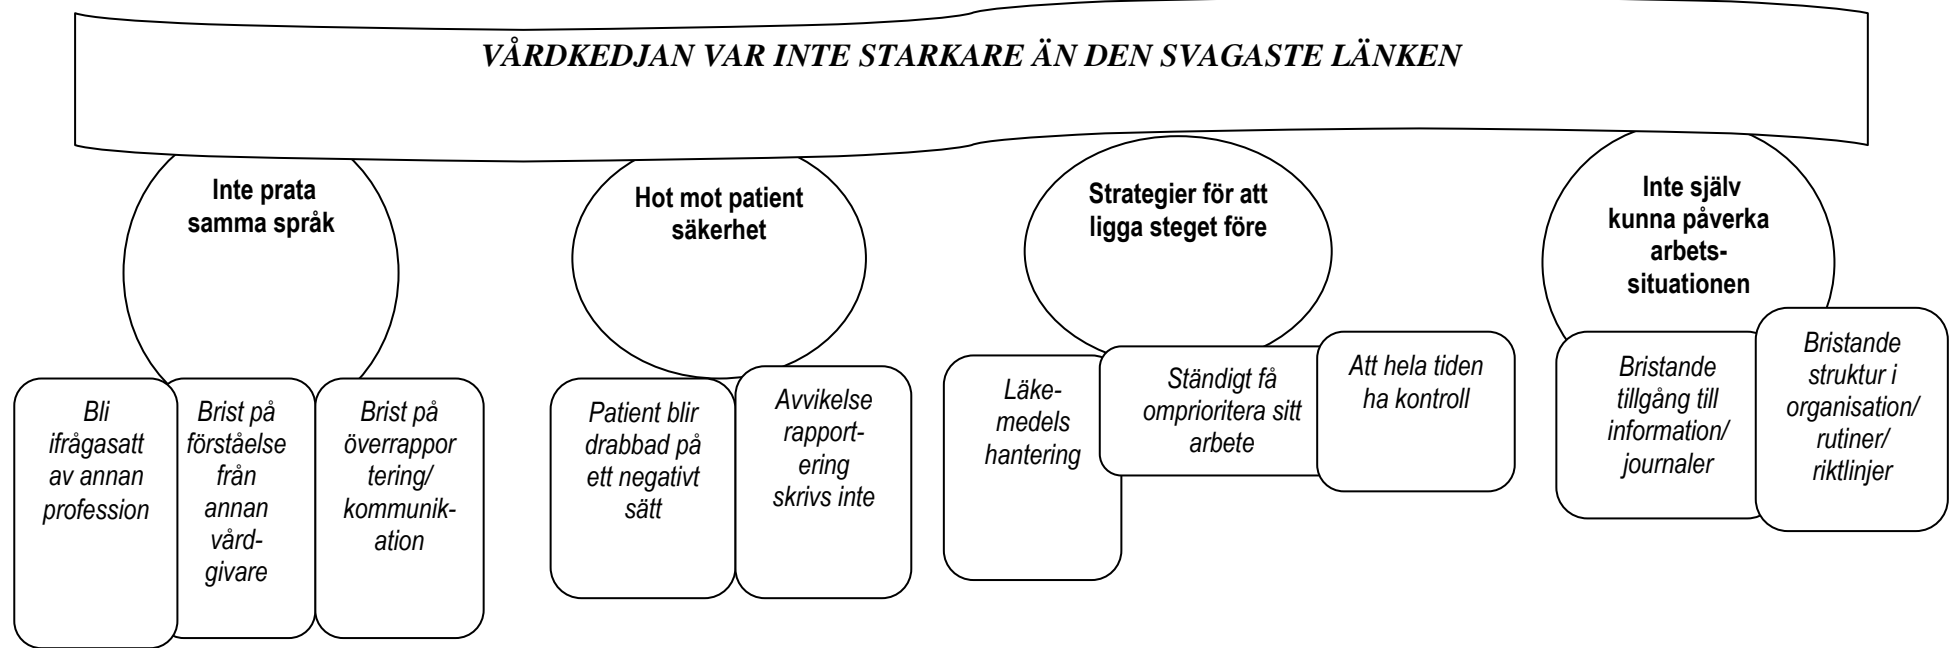 VÅRDKEDJAN VAR INTE STARKARE ÄN DEN SVAGASTE LÄNKEN
Inte prata
samma språk
Hot mot patient
säkerhet
Strategier för att
ligga steget före
Inte själv
kunna påverka
arbets-
situationen
Bli
ifrågasatt
av annan
profession
Brist på
förståelse
från
annan
vård-
givare
Brist på
överrappor
tering/
kommunik-
ation
Patient blir
drabbad på
ett negativt
sätt
Avvikelse
rapport-
ering
skrivs inte
Läke-
medels
hantering
Ständigt få
omprioritera sitt
arbete
Att hela tiden
ha kontroll
Bristande
tillgång till
information/
journaler
Bristande
struktur i
organisation/
rutiner/
riktlinjer